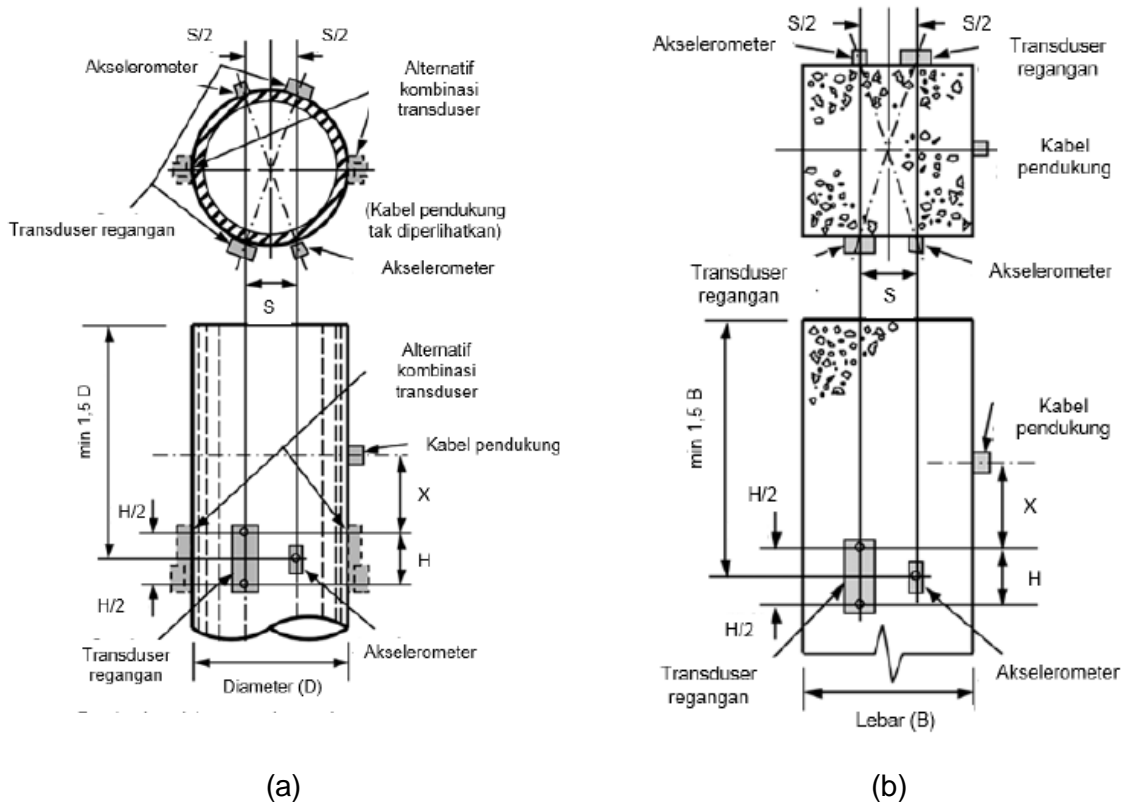 S/2
S/2
Akselerometer
Alternatif
kombinasi
transduser
Transduser regangan
(Kabel pendukung
tak diperlihatkan)
Akselerometer
S
min 1,5 D
Alternatif
kombinasi
transduser
Kabel pendukung
H/2
X
H
H/2
Transduser
regangan
Akselerometer
Diameter (D)
(a)
S/2
S/2
Akselerometer
Transduser
regangan
Kabel
pendukung
Transduser
regangan
S
Akselerometer
min 1,5 B
Kabel
pendukung
H/2
X
H
H/2
Transduser
regangan
Akselerometer
Lebar (B)
(b)